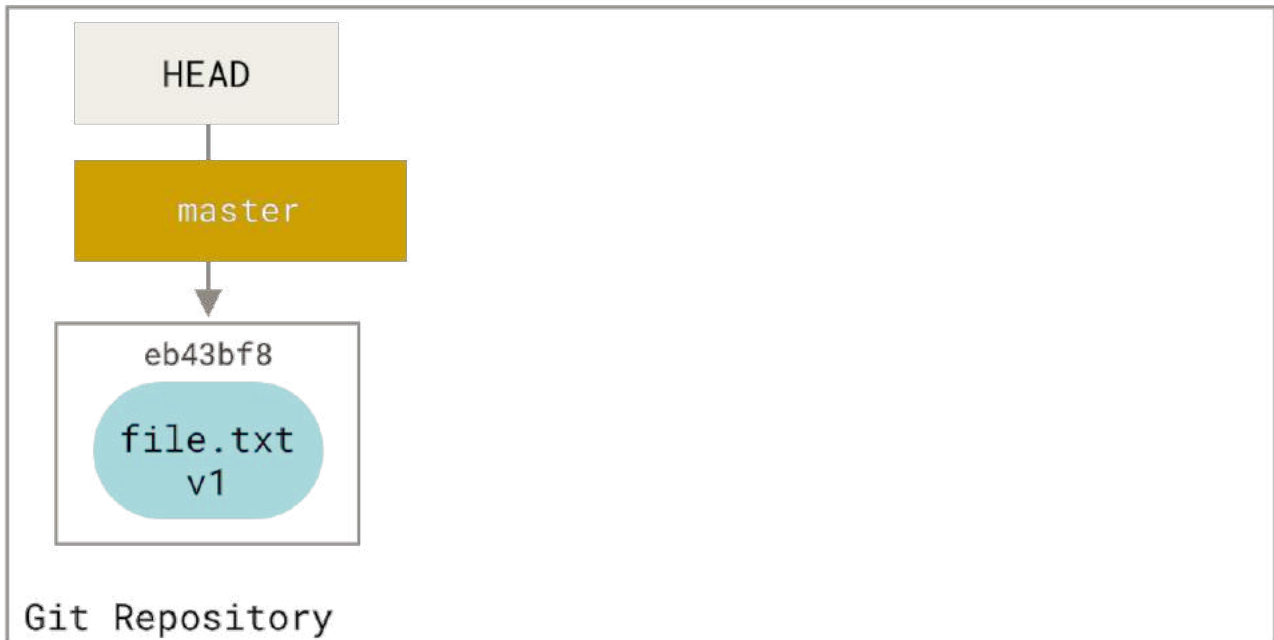 HEAD
master
eb43bf8
file.txt
v1
Git Repository